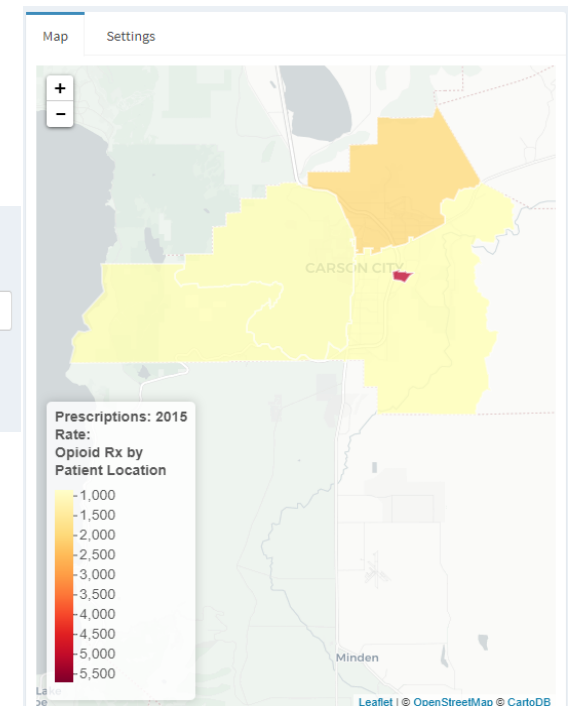 Map Settings
+
−
CARSON CITY
Prescriptions: 2015
Rate:
Opioid Rx by
Patient Location
1,000
1,500
2,000
2,500
3,000
3,500
4,000
4,500
5,000
5,500
Minden
Lake
Leaflet | © OpenStreetMap © CartoDB